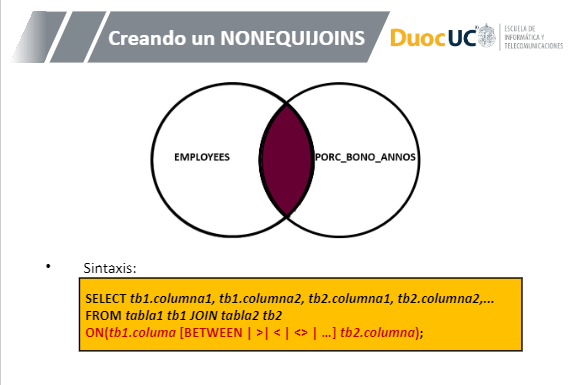 Creando un NONEQUIJOINS
DuocUC
ESCUELA DE
INFORMÁTICA Y
TELECOMUNICACIONES
EMPLOYEES
PORC_BONO_ANNOS
• Sintaxis:
SELECT tb1.columna1, tb1.columna2, tb2.columna1, tb2.columna2,...
FROM tabla1 tb1 JOIN tabla2 tb2
ON(tb1.columa [BETWEEN | >| < | <> | …] tb2.columna);